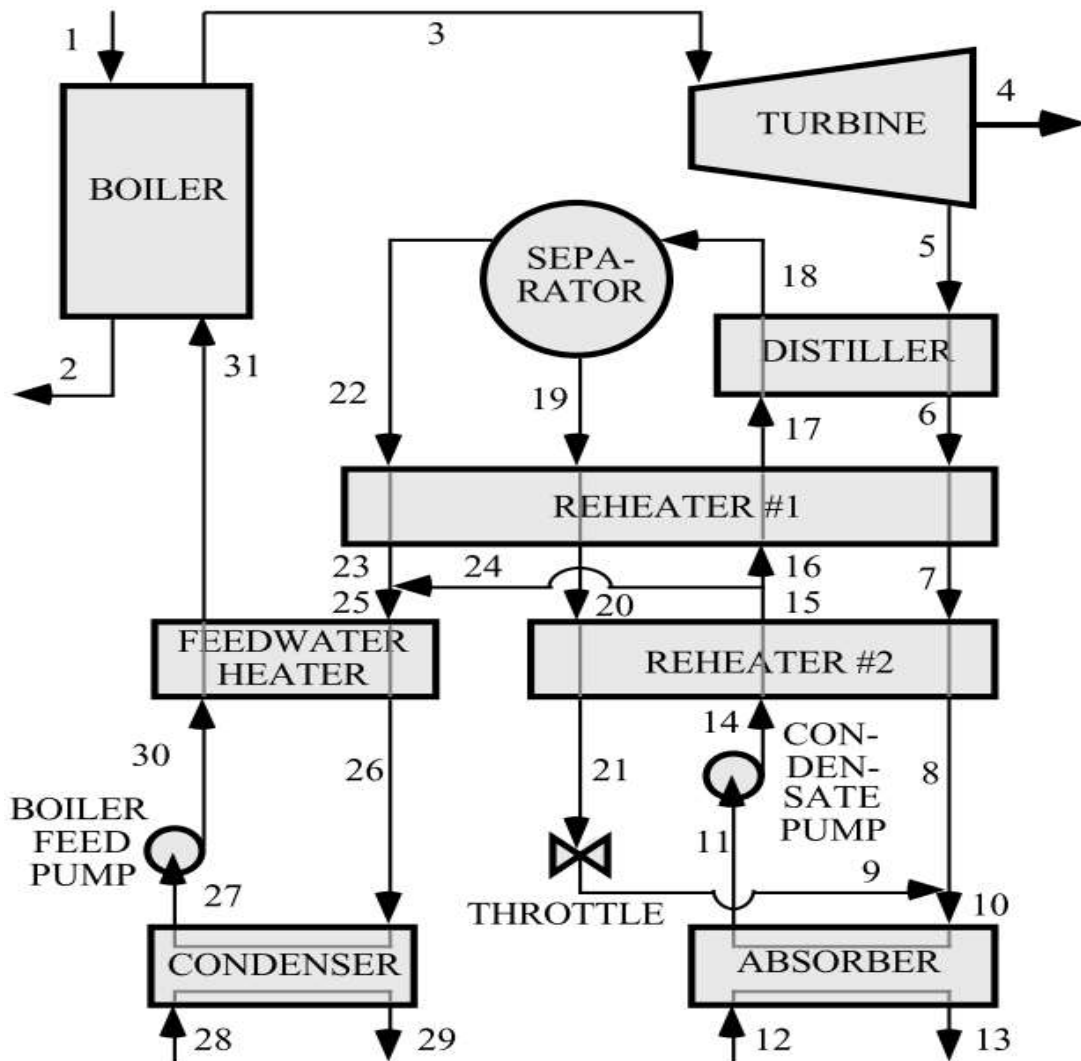 1
3
4
TURBINE
BOILER
SEPA-
RATOR
5
18
DISTILLER
2
31
22
19
17
6
REHEATER #1
23
24
16
7
25
20
15
FEEDWATER
HEATER
REHEATER #2
14
CON-
DEN-
SATE
PUMP
30
26
21
8
BOILER
FEED
PUMP
11
9
27
THROTTLE
10
CONDENSER
ABSORBER
28
29
12
13